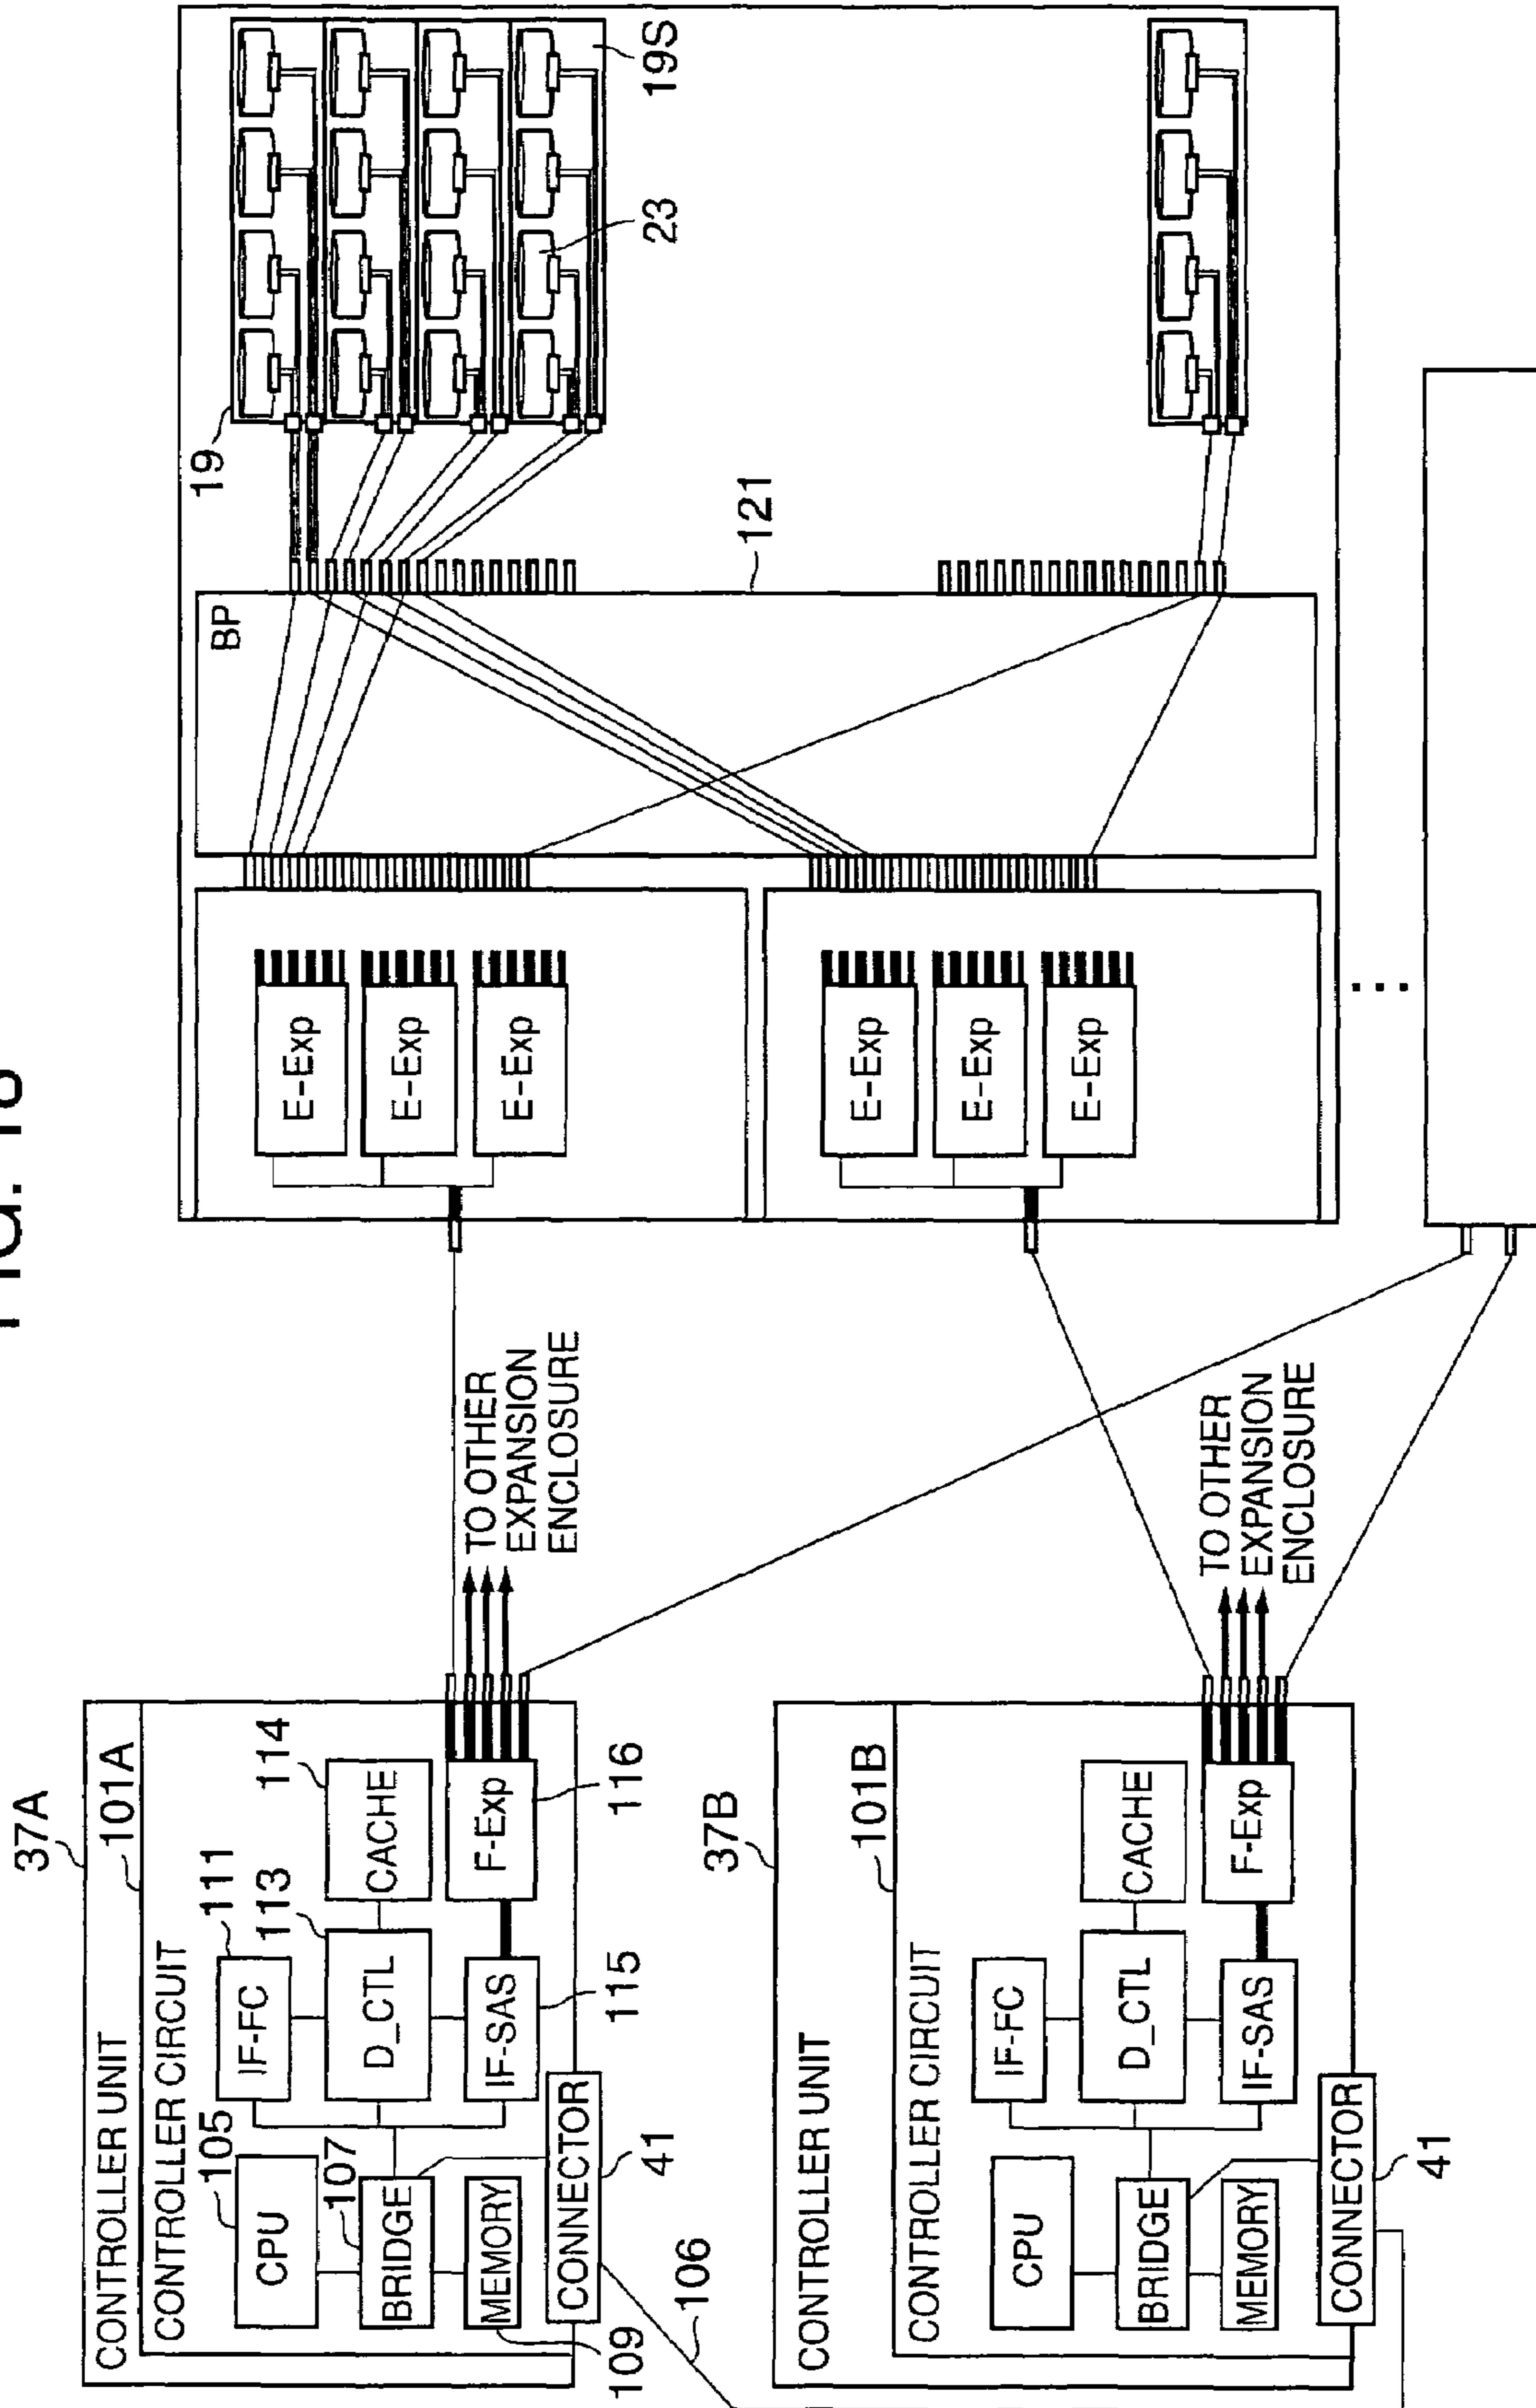 FIG.
37A
CONTROLLER UNIT
101A
CONTROLLER CIRCUIT
105
CPU
107
BRIDGE
MEMORY
109
111
IF-FC
113
D_CTL
IF-SAS
115
114
CACHE
F-Exp
116
CONNECTOR
41
106
TO OTHER
EXPANSION
ENCLOSURE
E-Exp
E-Exp
E-Exp
BP
121
19
23
19S
37B
CONTROLLER UNIT
101B
CONTROLLER CIRCUIT
CPU
BRIDGE
MEMORY
IF-FC
D_CTL
IF-SAS
CACHE
F-Exp
CONNECTOR
41
TO OTHER
EXPANSION
ENCLOSURE
E-Exp
E-Exp
E-Exp